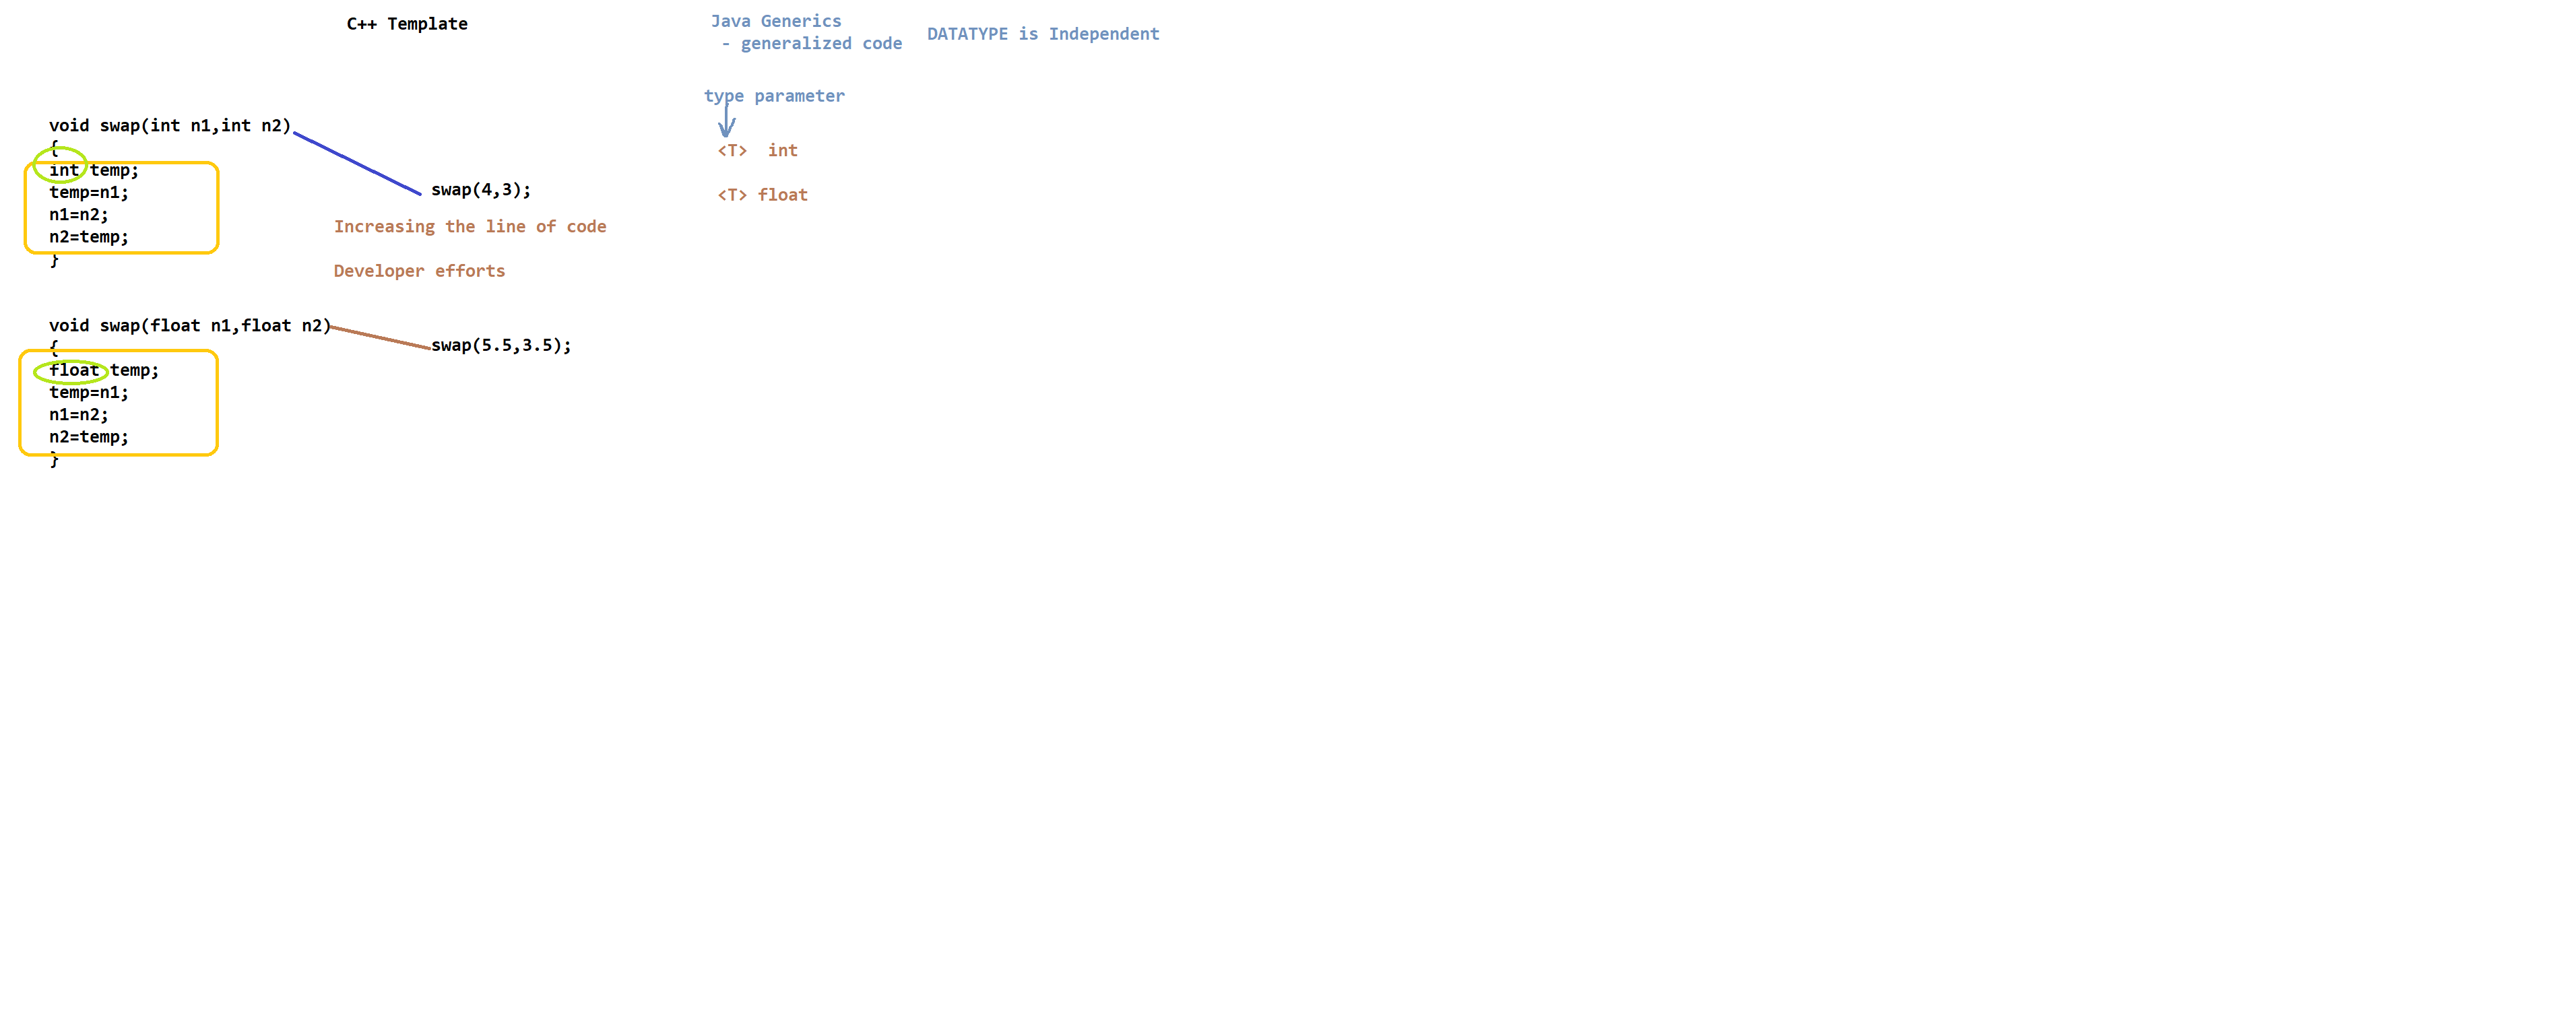 C++ Template
void swap(int n1,int n2)
{
int temp;
temp=n1;
n1=n2;
n2=temp;
}
swap(4,3);
Increasing the line of code
Developer efforts
void swap(float n1,float n2)
{
float temp;
temp=n1;
n1=n2;
n2=temp;
}
swap(5.5,3.5);
Java Generics
- generalized code
DATATYPE is Independent
type parameter
<T> int
<T> float